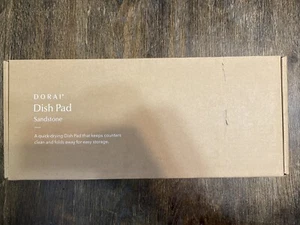 DORAI®
Dish Pad
Sandstone
A quick-drying Dish Pad that keeps counters
clean and folds away for easy storage.